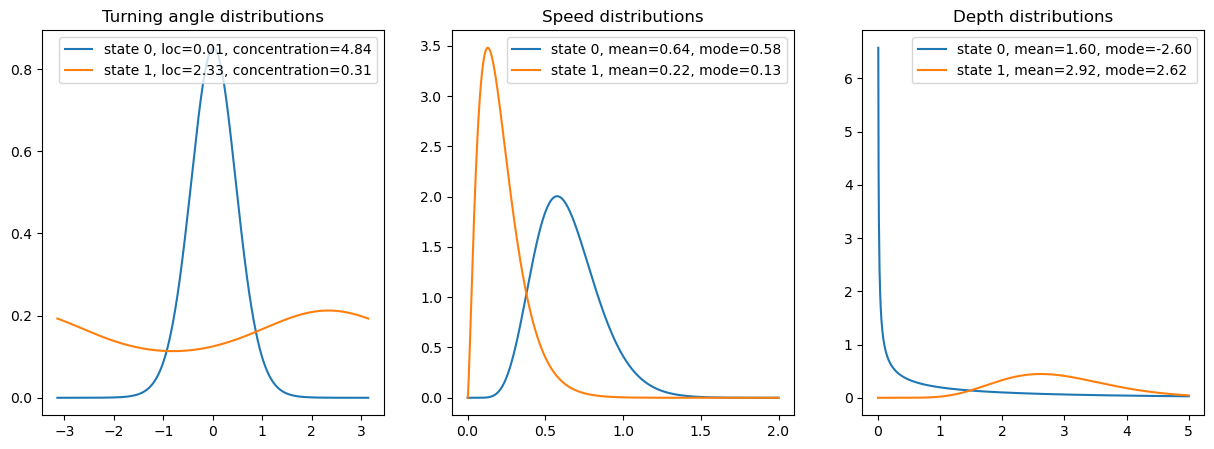 Turning angle distributions
state 0, loc=0.01, concentration=4.84
state 1, loc=2.33, concentration=0.31
0.8
0.6
0.4
0.2
0.0
−3 −2 −1 0 1 2 3
Speed distributions
state 0, mean=0.64, mode=0.58
state 1, mean=0.22, mode=0.13
3.5
3.0
2.5
2.0
1.5
1.0
0.5
0.0
0.0 0.5 1.0 1.5 2.0
Depth distributions
state 0, mean=1.60, mode=-2.60
state 1, mean=2.92, mode=2.62
6
5
4
3
2
1
0
0 1 2 3 4 5